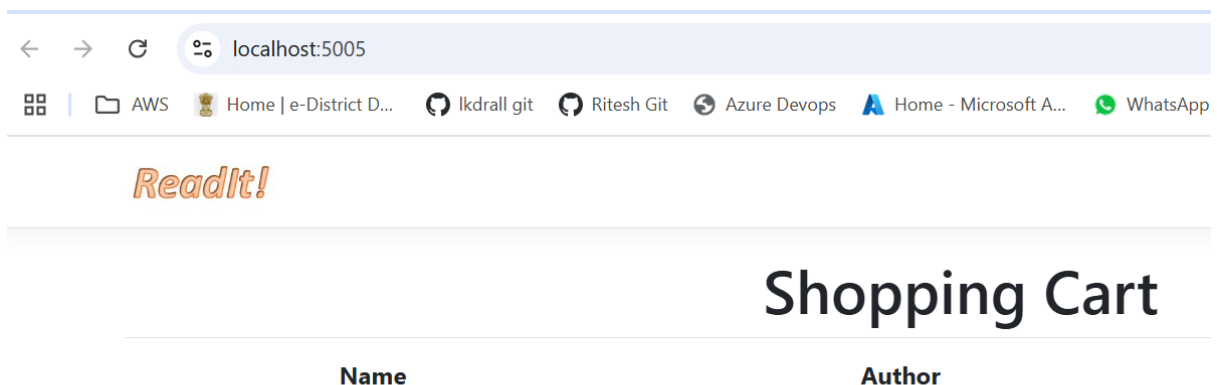 localhost:5005
AWS Home | e-District D... lkdrall git Ritesh Git Azure Devops Home - Microsoft A... WhatsApp
ReadIt!
Shopping Cart
Name Author